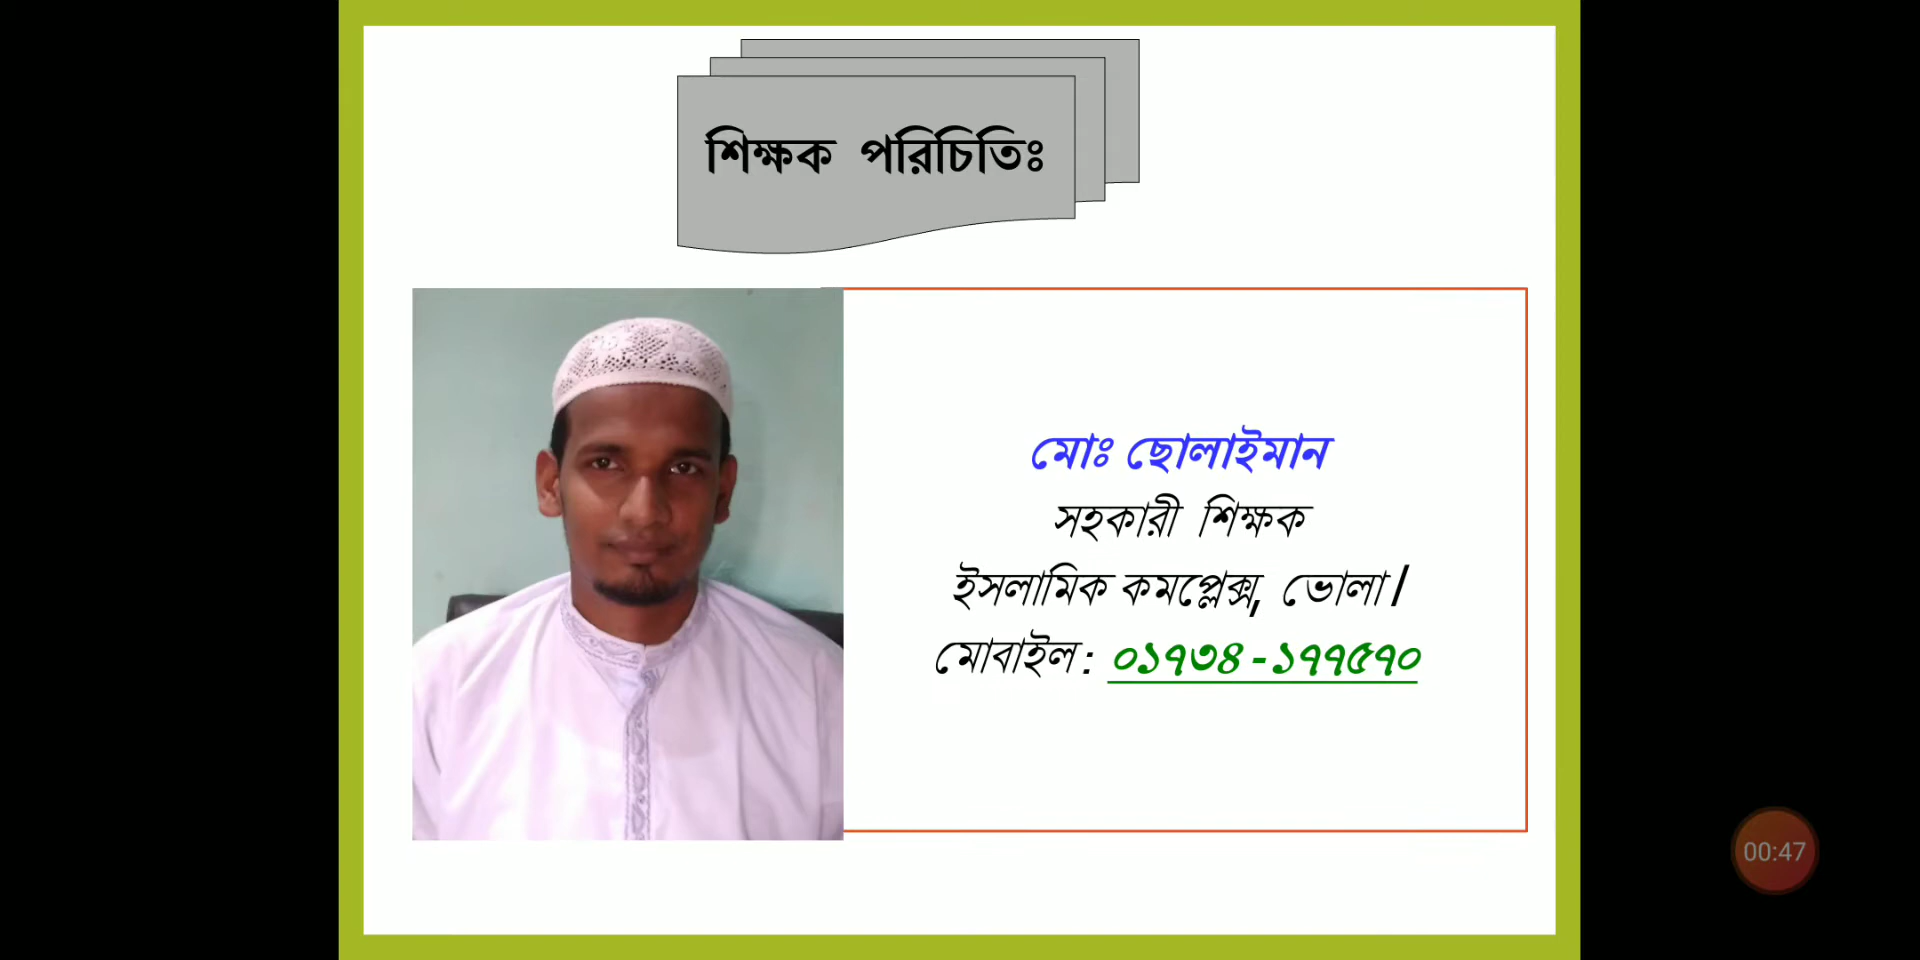 শিক্ষক পরিচিতিঃ
মোঃ ছোলাইমান
সহকারী শিক্ষক
ইসলামিক কমপ্লেক্স, ভোলা।
মোবাইল: ০১৭৩৪-১৭৭৫৭০
00:47